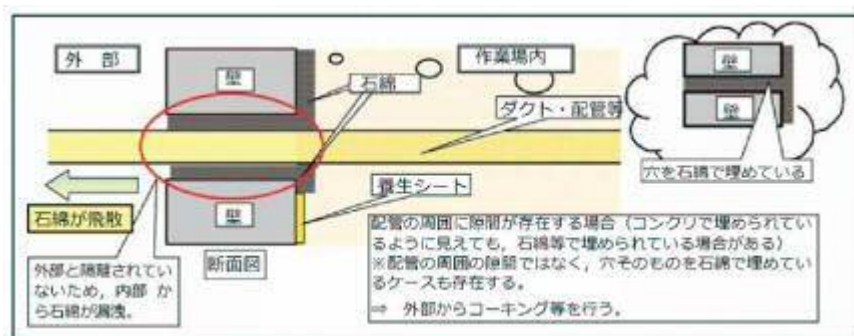 外　部
壁
石綿
作業場内
ダクト・配管等
壁
壁
穴を石綿で埋めている
養生シート
石綿が飛散
壁
断面図
外部と隔離されてい
ないため，内部 か
ら石綿が漏洩。
配管の周囲に隙間が存在する場合（コンクリで埋められている
ように見えても，石綿等で埋められている場合がある）
※配管の周囲の隙間ではなく，穴そのものを石綿で埋めてい
るケースも存在する。
⇒　外部からコーキング等を行う。